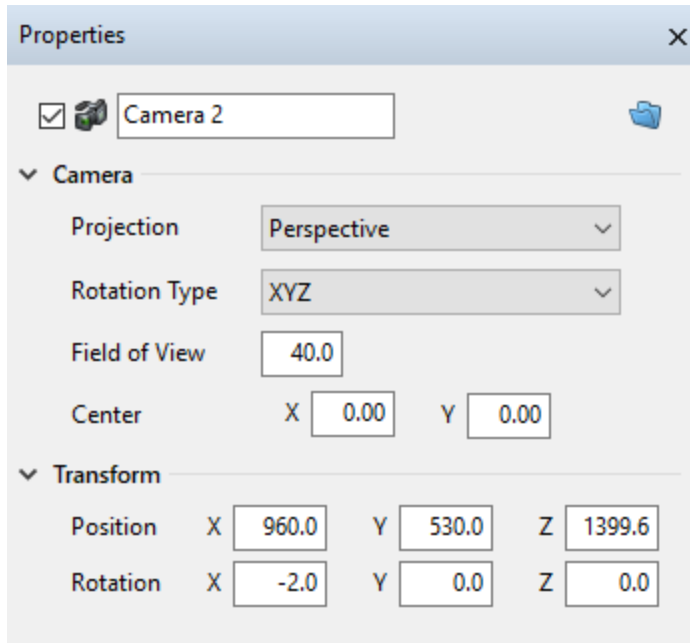 Properties
Camera 2
Camera
Projection Perspective
Rotation Type XYZ
Field of View 40.0
Center X 0.00 Y 0.00
Transform
Position X 960.0 Y 530.0 Z 1399.6
Rotation X -2.0 Y 0.0 Z 0.0